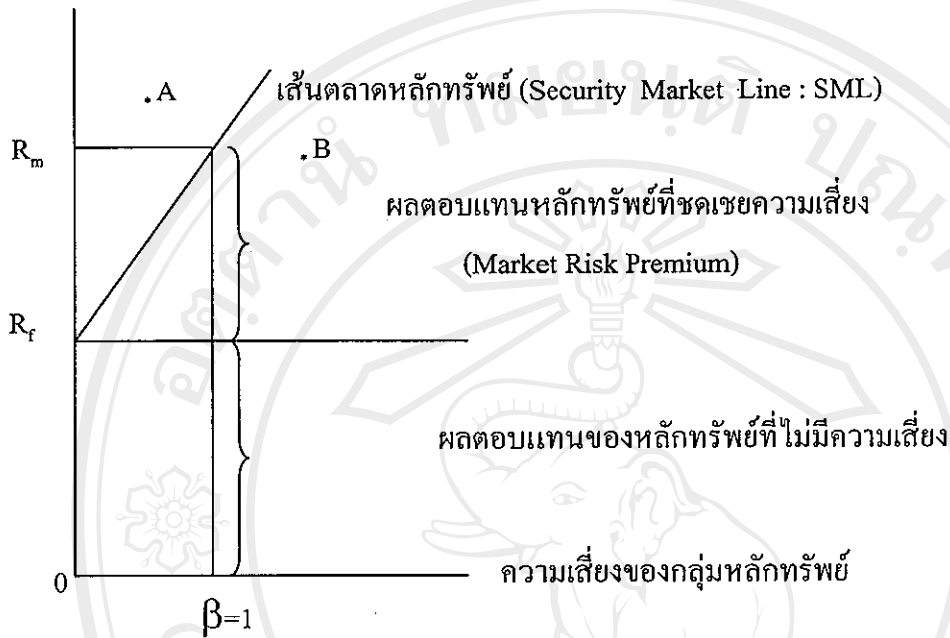 .A
เส้นตลาดหลักทรัพย์ (Security Market Line : SML)
R_m
.B
ผลตอบแทนหลักทรัพย์ที่ชดเชยความเสี่ยง
(Market Risk Premium)
R_f
ผลตอบแทนของหลักทรัพย์ที่ไม่มีความเสี่ยง
0
ความเสี่ยงของกลุ่มหลักทรัพย์
β=1